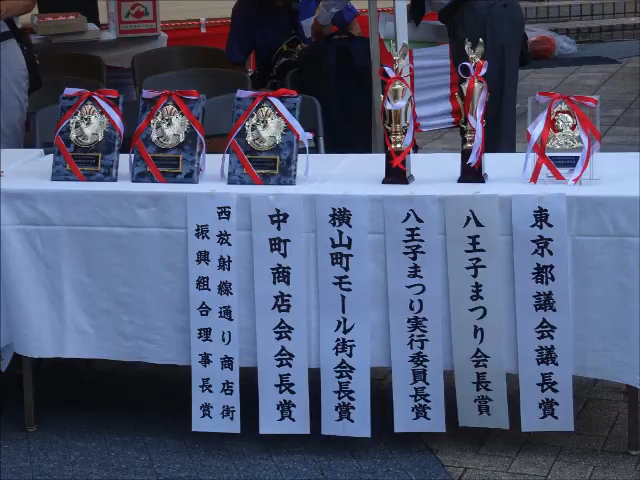 東京都議会議長賞
八王子まつり会長賞
八王子まつり実行委員長賞
横山町モール街会長賞
中町商店会会長賞
西放射線通り商店街
振興組合理事長賞